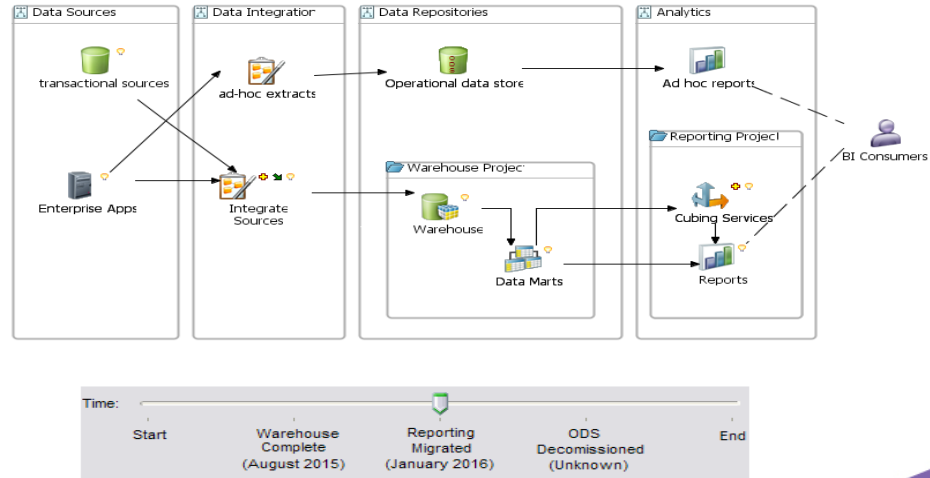 Data Sources
Data Integration
Data Repositories
Analytics
transactional sources
ad-hoc extracts
Operational data store
Ad hoc reports
Reporting Project
BI Consumers
Warehouse Project
Enterprise Apps
Integrate
Sources
Warehouse
Cubing Services
Data Marts
Reports
Time:
Start
Warehouse
Complete
(August 2015)
Reporting
Migrated
(January 2016)
ODS
Decomissioned
(Unknown)
End